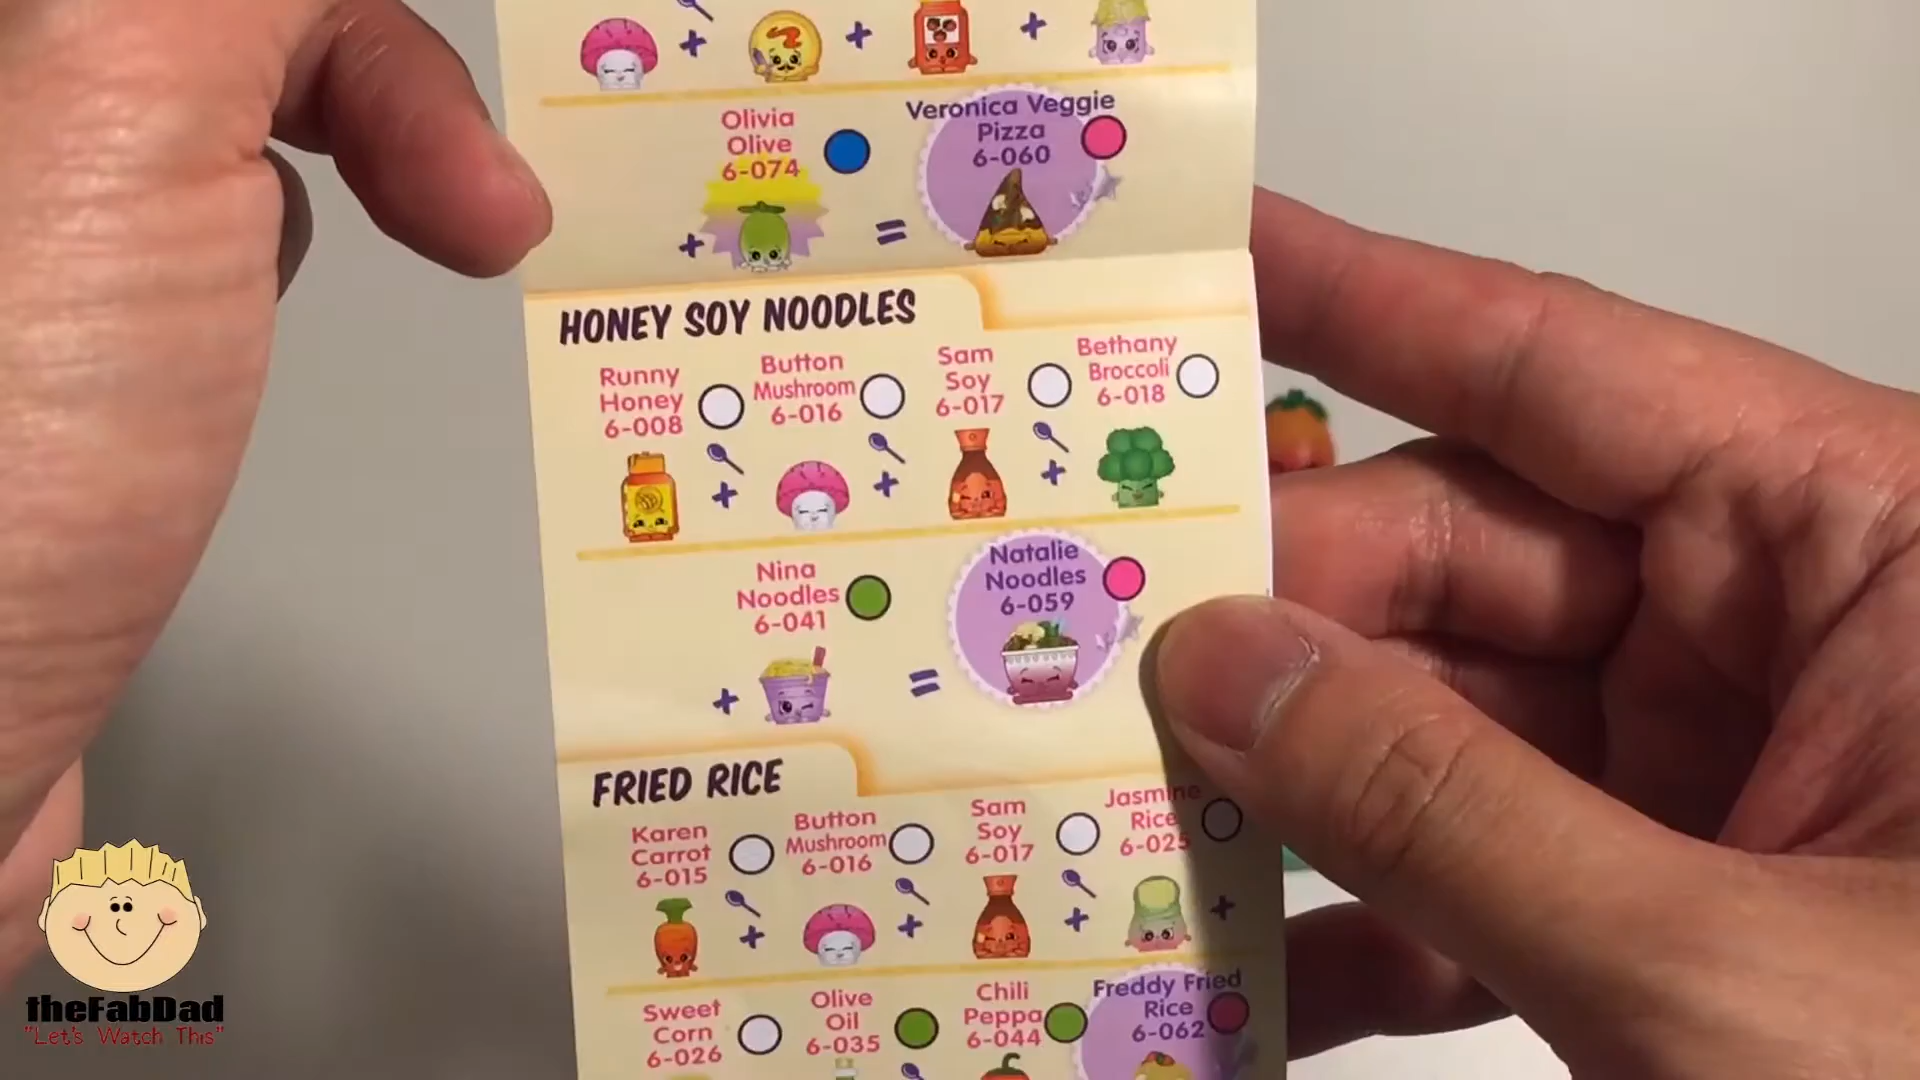 Olivia
Olive
6-074
Veronica Veggie
Pizza
6-060
HONEY SOY NOODLES
Runny
Honey
6-008
Button
Mushroom
6-016
Sam
Soy
6-017
Bethany
Broccoli
6-018
Nina
Noodles
6-041
Natalie
Noodles
6-059
FRIED RICE
Karen
Carrot
6-015
Button
Mushroom
6-016
Sam
Soy
6-017
Jasmine
Rice
6-025
Sweet
Corn
6-026
Olive
Oil
6-035
Chili
Peppa
6-044
Freddy Fried
Rice
6-062
theFabDad
"Let's Watch This"